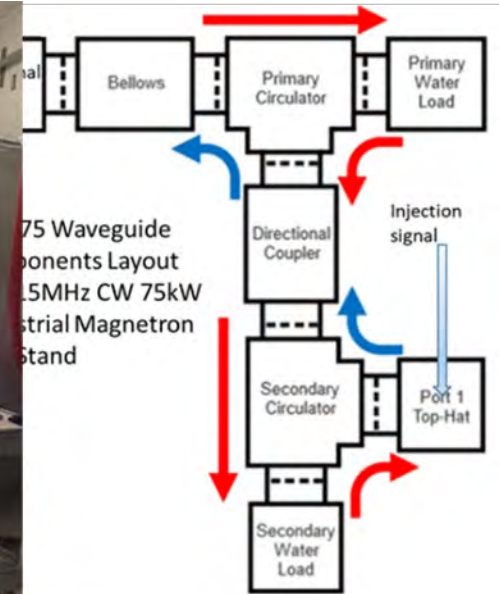 nal
Bellows
Primary
Circulator
Primary
Water
Load
Injection
signal
75 Waveguide
ponents Layout
15MHz CW 75kW
strial Magnetron
Stand
Directional
Coupler
Secondary
Circulator
Port 1
Top-Hat
Secondary
Water
Load